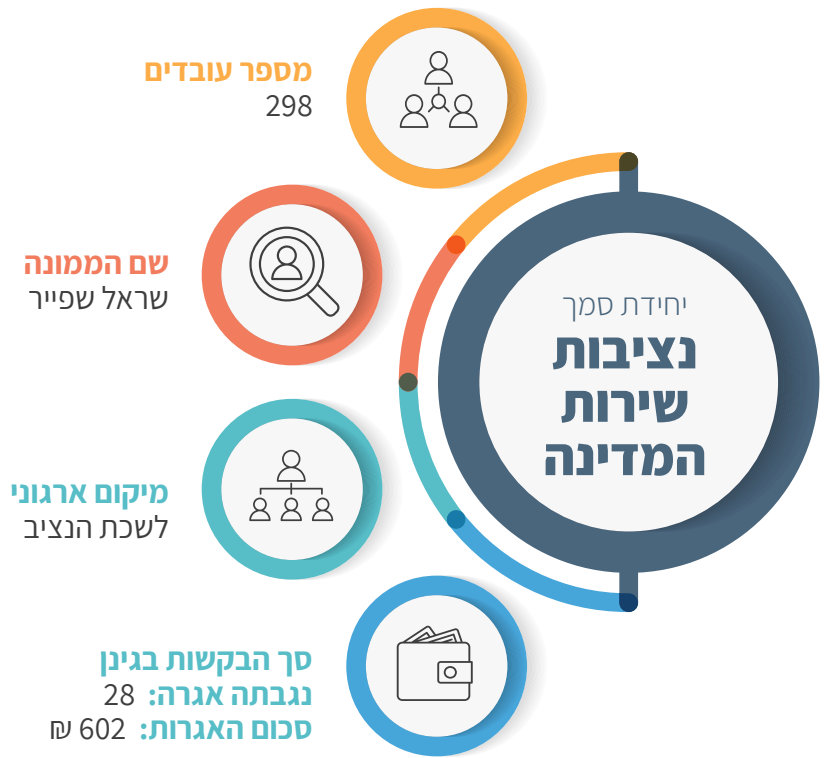 יחידת סמך
נציבות
שירות
המדינה
מספר עובדים
298
שם הממונה
שראל שפייר
מיקום ארגוני
לשכת הנציב
סך הבקשות בגינן
נגבתה אגרה: 28
סכום האגרות: 602 ₪